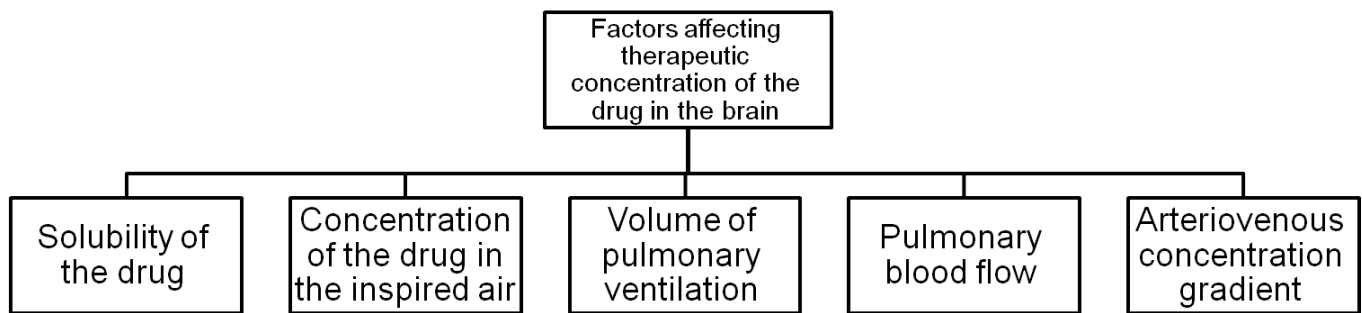 Factors affecting
therapeutic
concentration of the
drug in the brain
Solubility of
the drug
Concentration
of the drug in
the inspired air
Volume of
pulmonary
ventilation
Pulmonary
blood flow
Arteriovenous
concentration
gradient